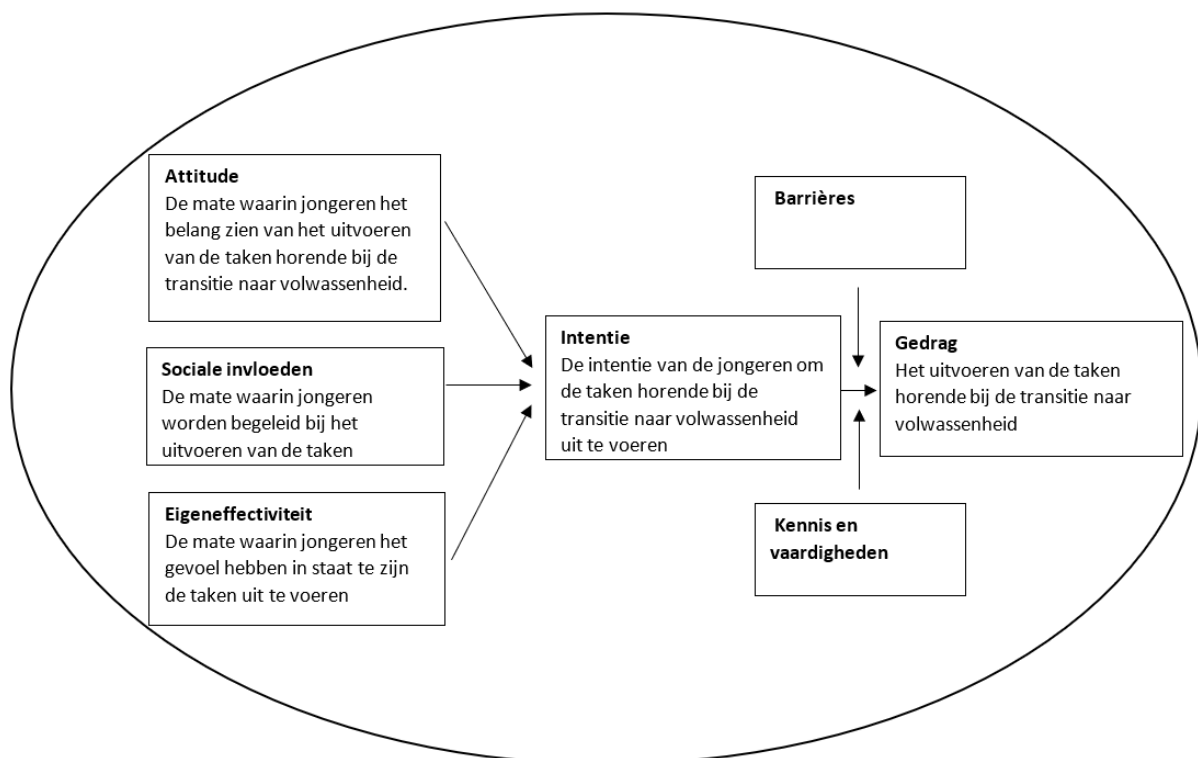 Attitude
De mate waarin jongeren het
belang zien van het uitvoeren
van de taken horende bij de
transitie naar volwassenheid.
Sociale invloeden
De mate waarin jongeren
worden begeleid bij het
uitvoeren van de taken
Eigeneffectiviteit
De mate waarin jongeren het
gevoel hebben in staat te zijn
de taken uit te voeren
Intentie
De intentie van de jongeren om
de taken horende bij de
transitie naar volwassenheid
uit te voeren
Barrières
Kennis en
vaardigheden
Gedrag
Het uitvoeren van de taken
horende bij de transitie naar
volwassenheid